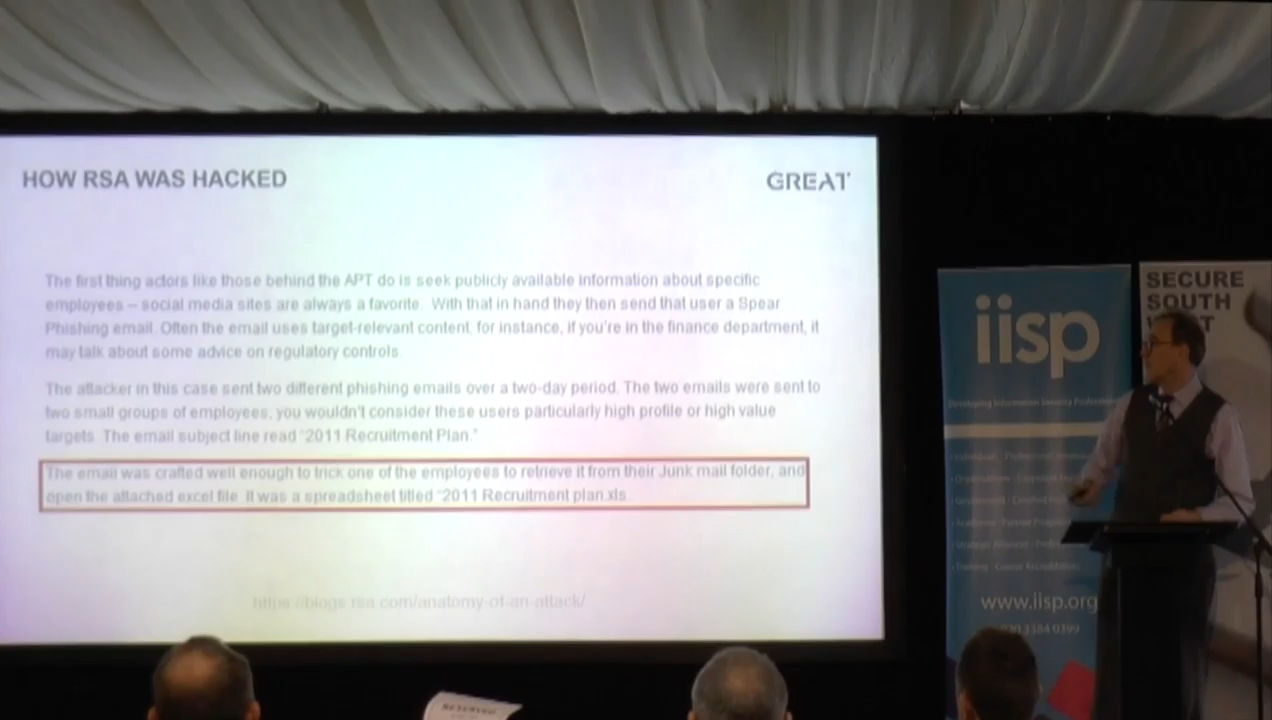 HOW RSA WAS HACKED
GREAT
The first thing actors like those behind the APT do is seek publicly available information about specific
employees – social media sites are always a favorite. With that in hand they then send that user a Spear
Phishing email. Often the email uses target-relevant content, for instance, if you're in the finance department, it
may talk about some advice on regulatory controls.
The attacker in this case sent two different phishing emails over a two-day period. The two emails were sent to
two small groups of employees, you wouldn't consider these users particularly high profile or high value
targets. The email subject line read "2011 Recruitment Plan."
The email was crafted well enough to trick one of the employees to retrieve it from their Junk mail folder, and
open the attached excel file. It was a spreadsheet titled "2011 Recruitment plan.xls.
https://blogs.rsa.com/anatomy-of-an-attack/
iisp
Developing Information Security
www.iisp.org
3384 0399
SECURE
SOUTH
RESERVED